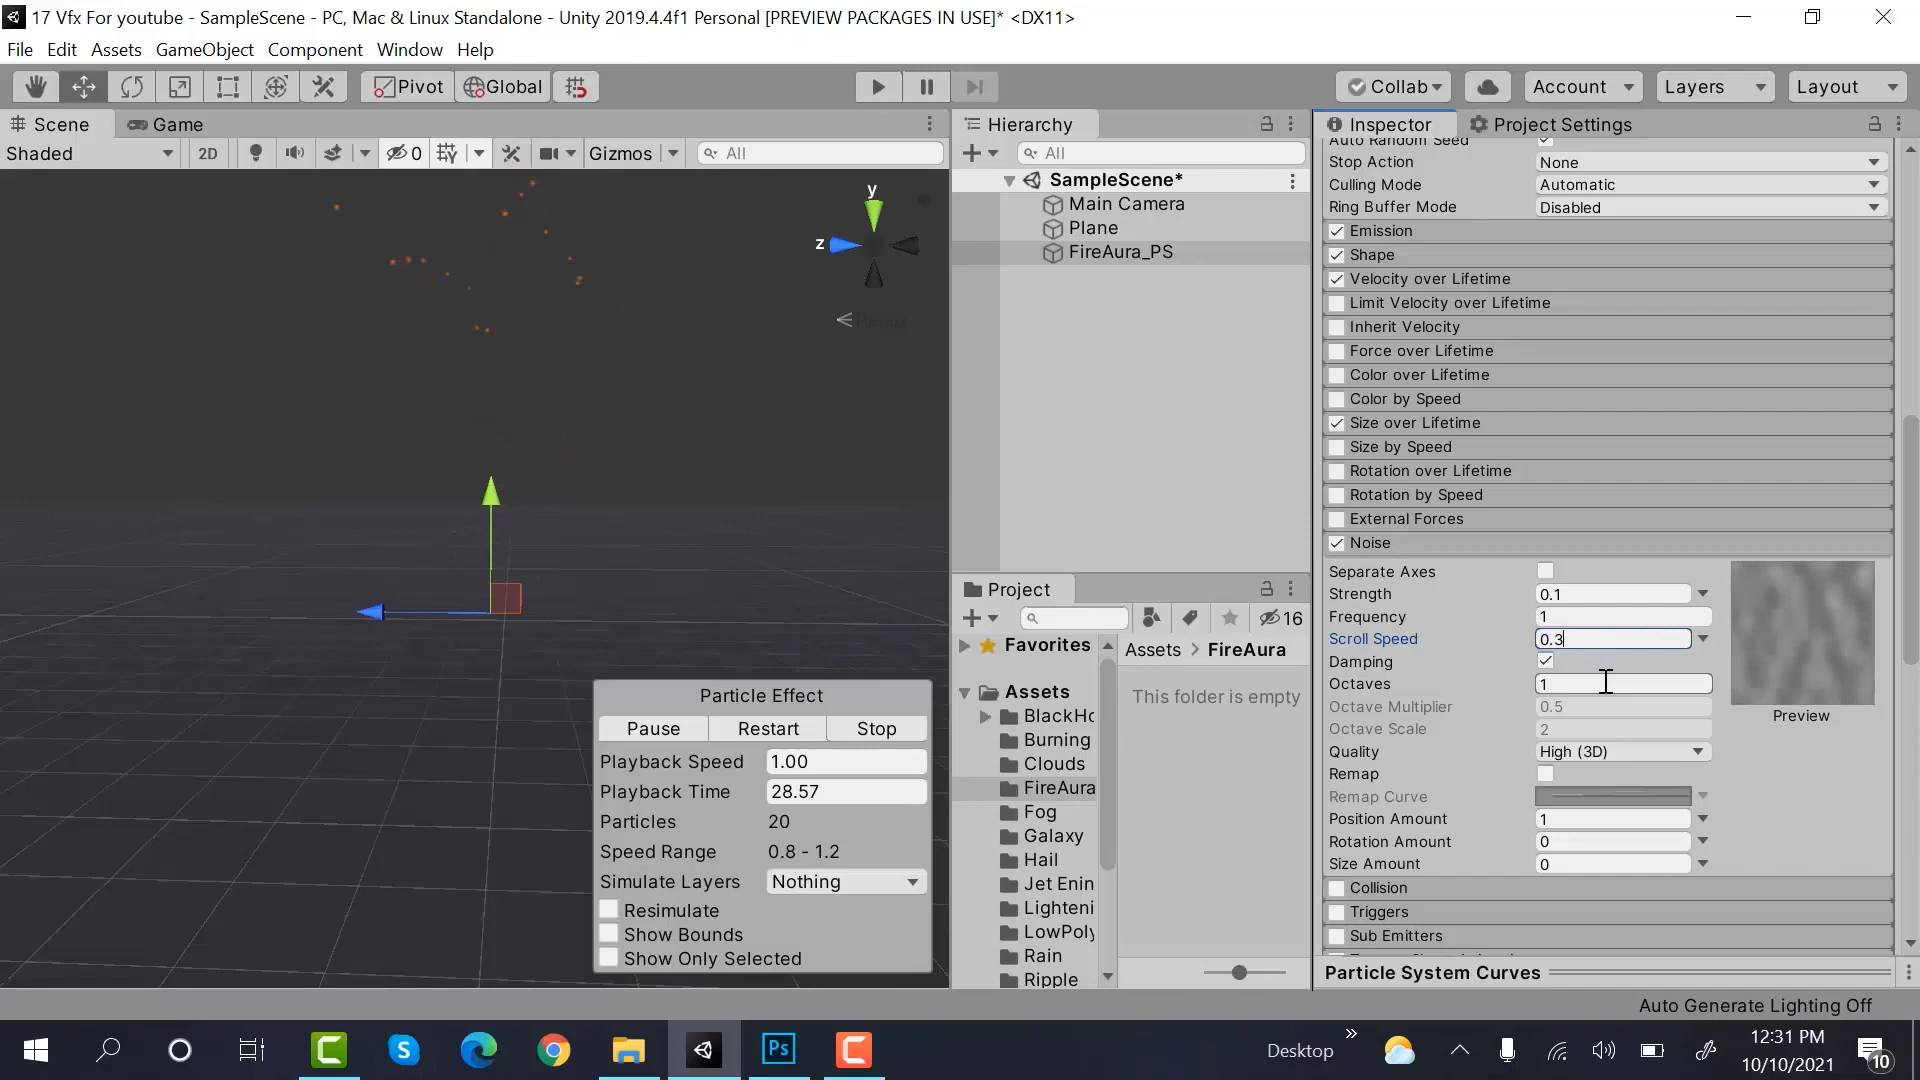 17 Vfx For youtube - SampleScene - PC, Mac & Linux Standalone - Unity 2019.4.4f1 Personal [PREVIEW PACKAGES IN USE]* <DX11>
File Edit Assets GameObject Component Window Help
Pivot Global Collab Account Layers Layout
Scene Game
Shaded 2D 0 Gizmos All
y
z
Hierarchy
All
SampleScene*
Main Camera
Plane
FireAura_PS
Particle Effect
Pause Restart Stop
Playback Speed 1.00
Playback Time 28.57
Particles 20
Speed Range 0.8 - 1.2
Simulate Layers Nothing
Resimulate
Show Bounds
Show Only Selected
Project
16
Favorites
Assets
BlackHo
Burning
Clouds
FireAura
Fog
Galaxy
Hail
Jet Enin
Lighteni
LowPoly
Rain
Ripple
Assets > FireAura
This folder is empty
Inspector Project Settings
Auto Random Seed
Stop Action None
Culling Mode Automatic
Ring Buffer Mode Disabled
Emission
Shape
Velocity over Lifetime
Limit Velocity over Lifetime
Inherit Velocity
Force over Lifetime
Color over Lifetime
Color by Speed
Size over Lifetime
Size by Speed
Rotation over Lifetime
Rotation by Speed
External Forces
Noise
Separate Axes
Strength 0.1
Frequency 1
Scroll Speed 0.3
Damping
Octaves 1
Octave Multiplier 0.5
Octave Scale 2
Quality High (3D)
Remap
Remap Curve
Position Amount 1
Rotation Amount 0
Size Amount 0
Preview
Collision
Triggers
Sub Emitters
Particle System Curves
Auto Generate Lighting Off
Desktop
12:31 PM
10/10/2021
10